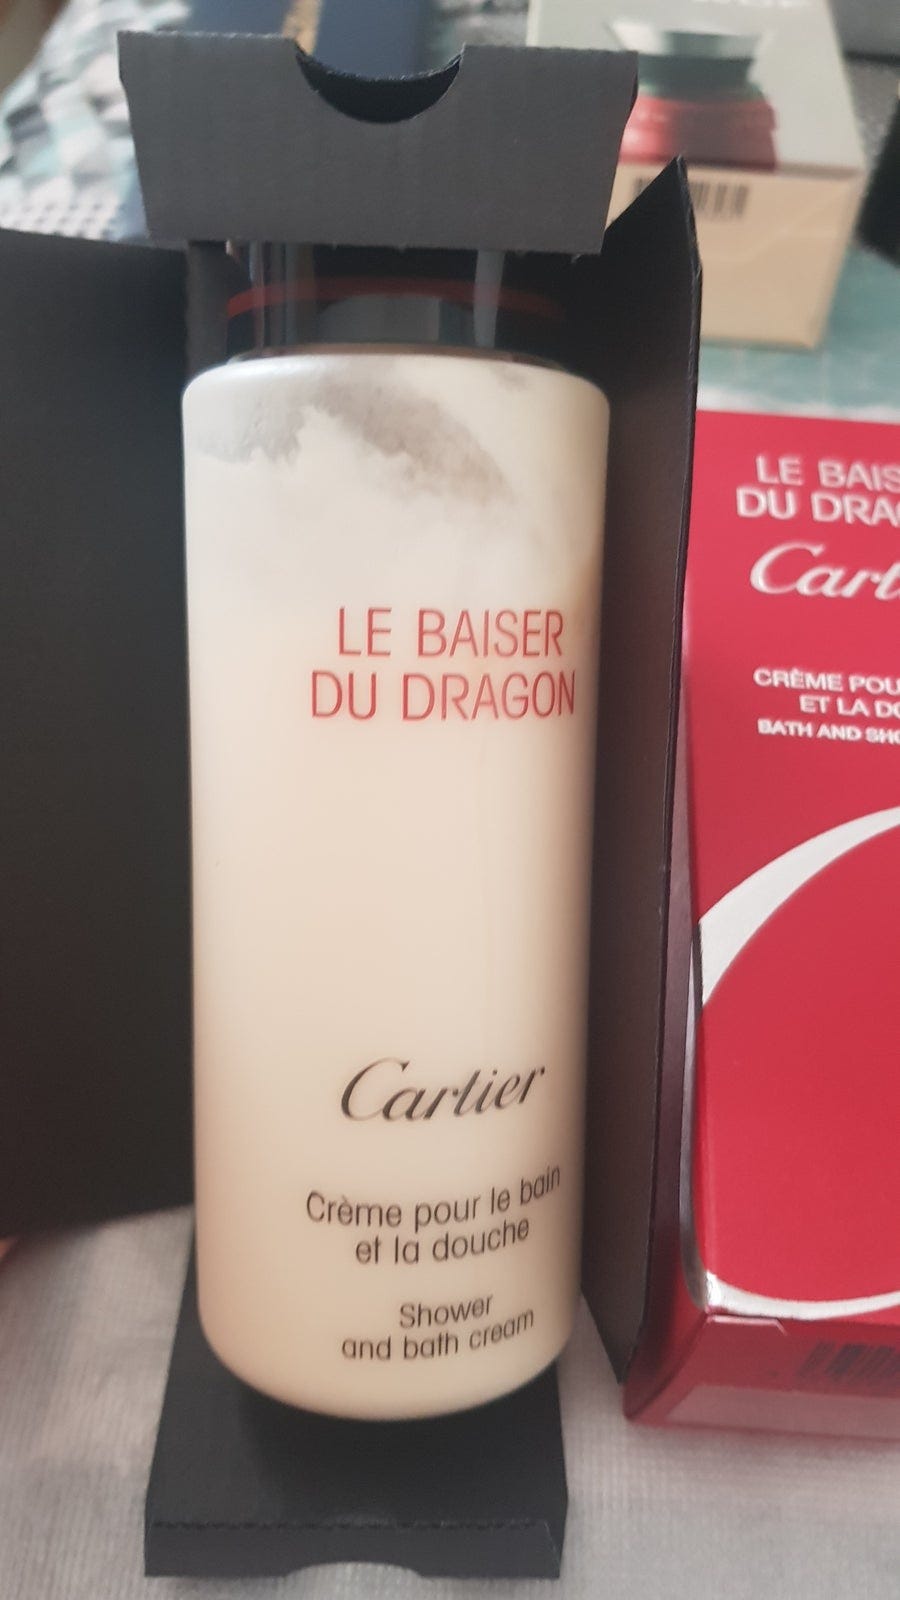 LE BAISER
DU DRAGON
Cartier
Crème pour le bain
et la douche
Shower
and bath cream
LE BAIS
DU DRAG
Cart
CRÈME POU
ET LA DO
BATH AND SHO